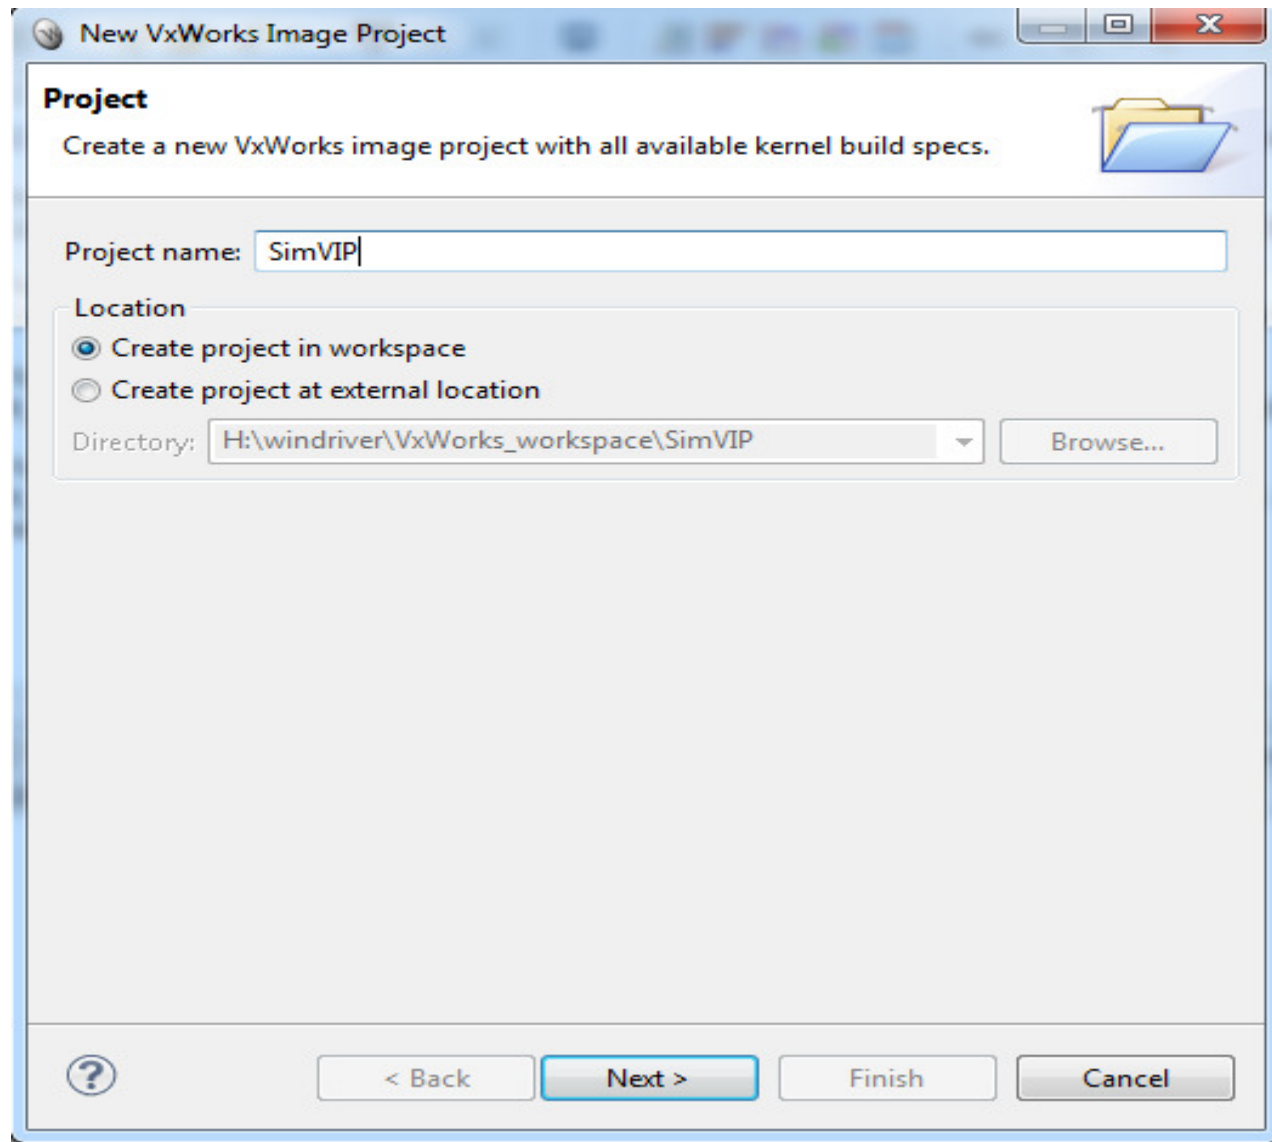 New VxWorks Image Project
Project
Create a new VxWorks image project with all available kernel build specs.
Project name: SimVIP
Location
Create project in workspace
Create project at external location
Directory: H:\windriver\VxWorks_workspace\SimVIP Browse...
? < Back Next > Finish Cancel